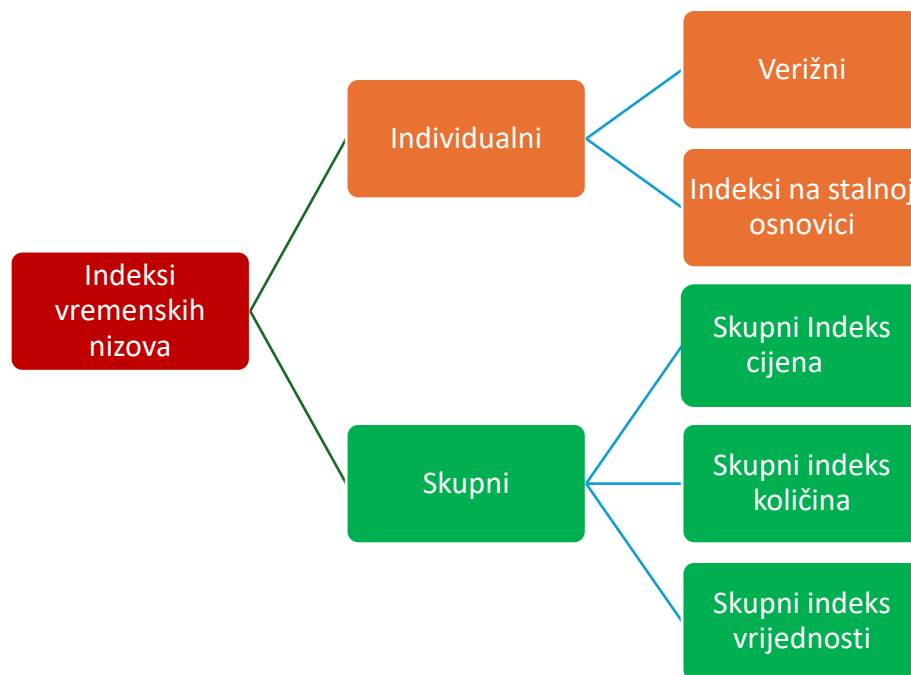 Verižni
Individualni
Indeksi na stalnoj
osnovici
Indeksi
vremenskih
nizova
Skupni Indeks
cijena
Skupni
Skupni indeks
količina
Skupni indeks
vrijednosti